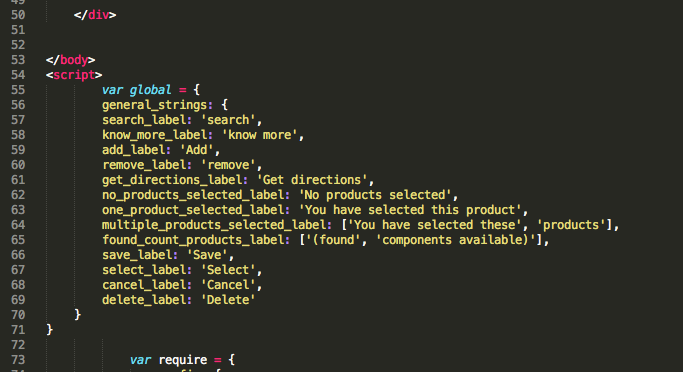 50 </div>
51
52
53 </body>
54 <script>
55 var global = {
56 general_strings: {
57 search_label: 'search',
58 know_more_label: 'know more',
59 add_label: 'Add',
60 remove_label: 'remove',
61 get_directions_label: 'Get directions',
62 no_products_selected_label: 'No products selected',
63 one_product_selected_label: 'You have selected this product',
64 multiple_products_selected_label: ['You have selected these', 'products'],
65 found_count_products_label: ['(found', 'components available)'],
66 save_label: 'Save',
67 select_label: 'Select',
68 cancel_label: 'Cancel',
69 delete_label: 'Delete'
70 }
71 }
72
73 var require = {